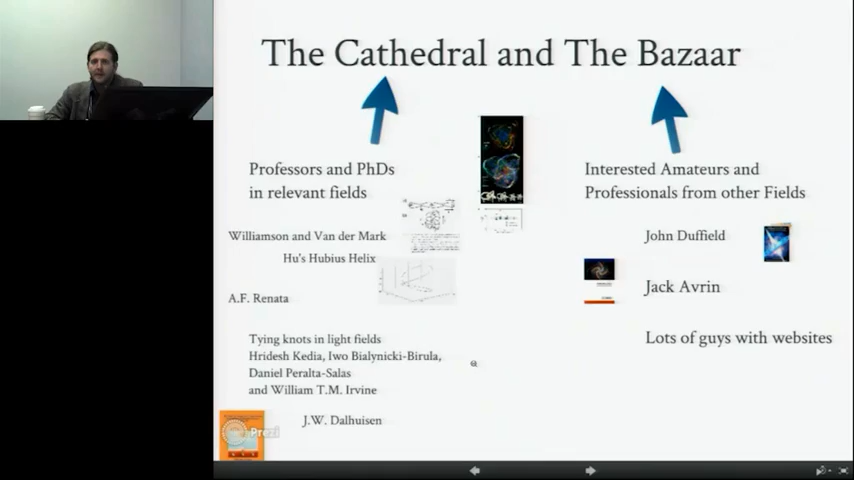 The Cathedral and The Bazaar
Professors and PhDs
in relevant fields
Williamson and Van der Mark
Hu's Hubius Helix
A.F. Renata
Tying knots in light fields
Hridesh Kedia, Iwo Bialynicki-Birula,
Daniel Peralta-Salas
and William T.M. Irvine
J.W. Dalhuisen
Prezi
Interested Amateurs and
Professionals from other Fields
John Duffield
Jack Avrin
Lots of guys with websites